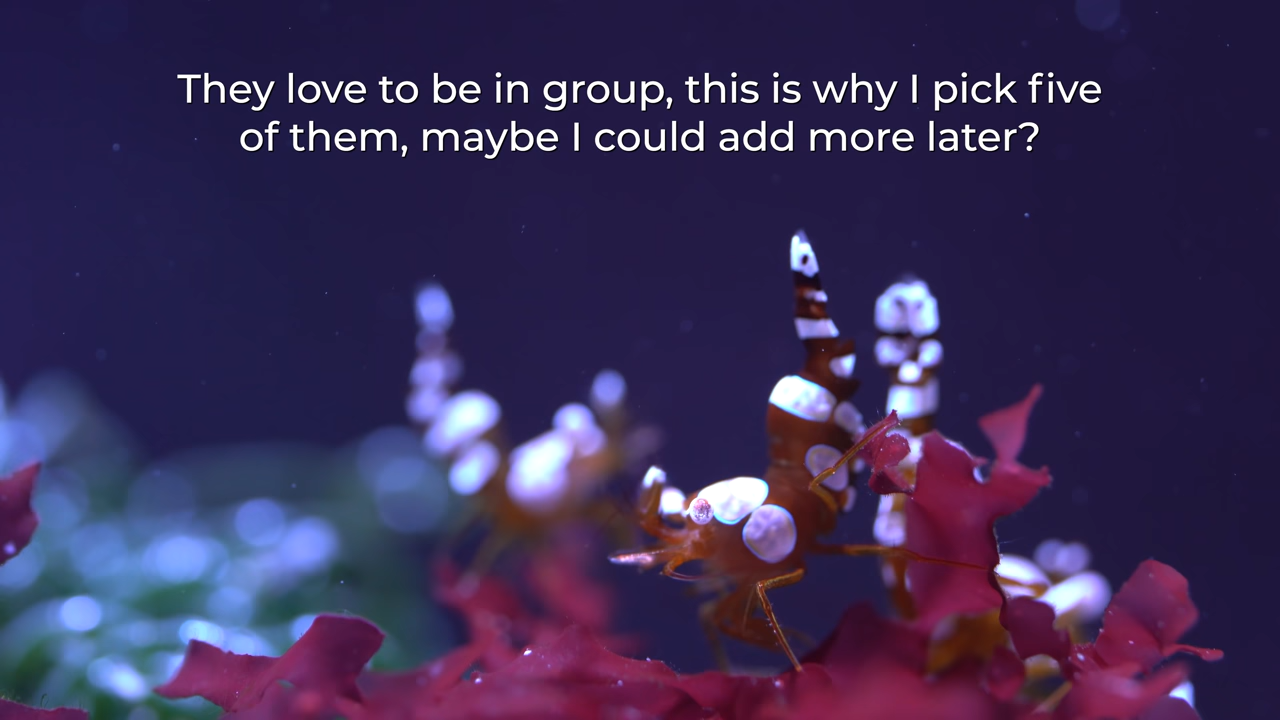 They love to be in group, this is why I pick five
of them, maybe I could add more later?